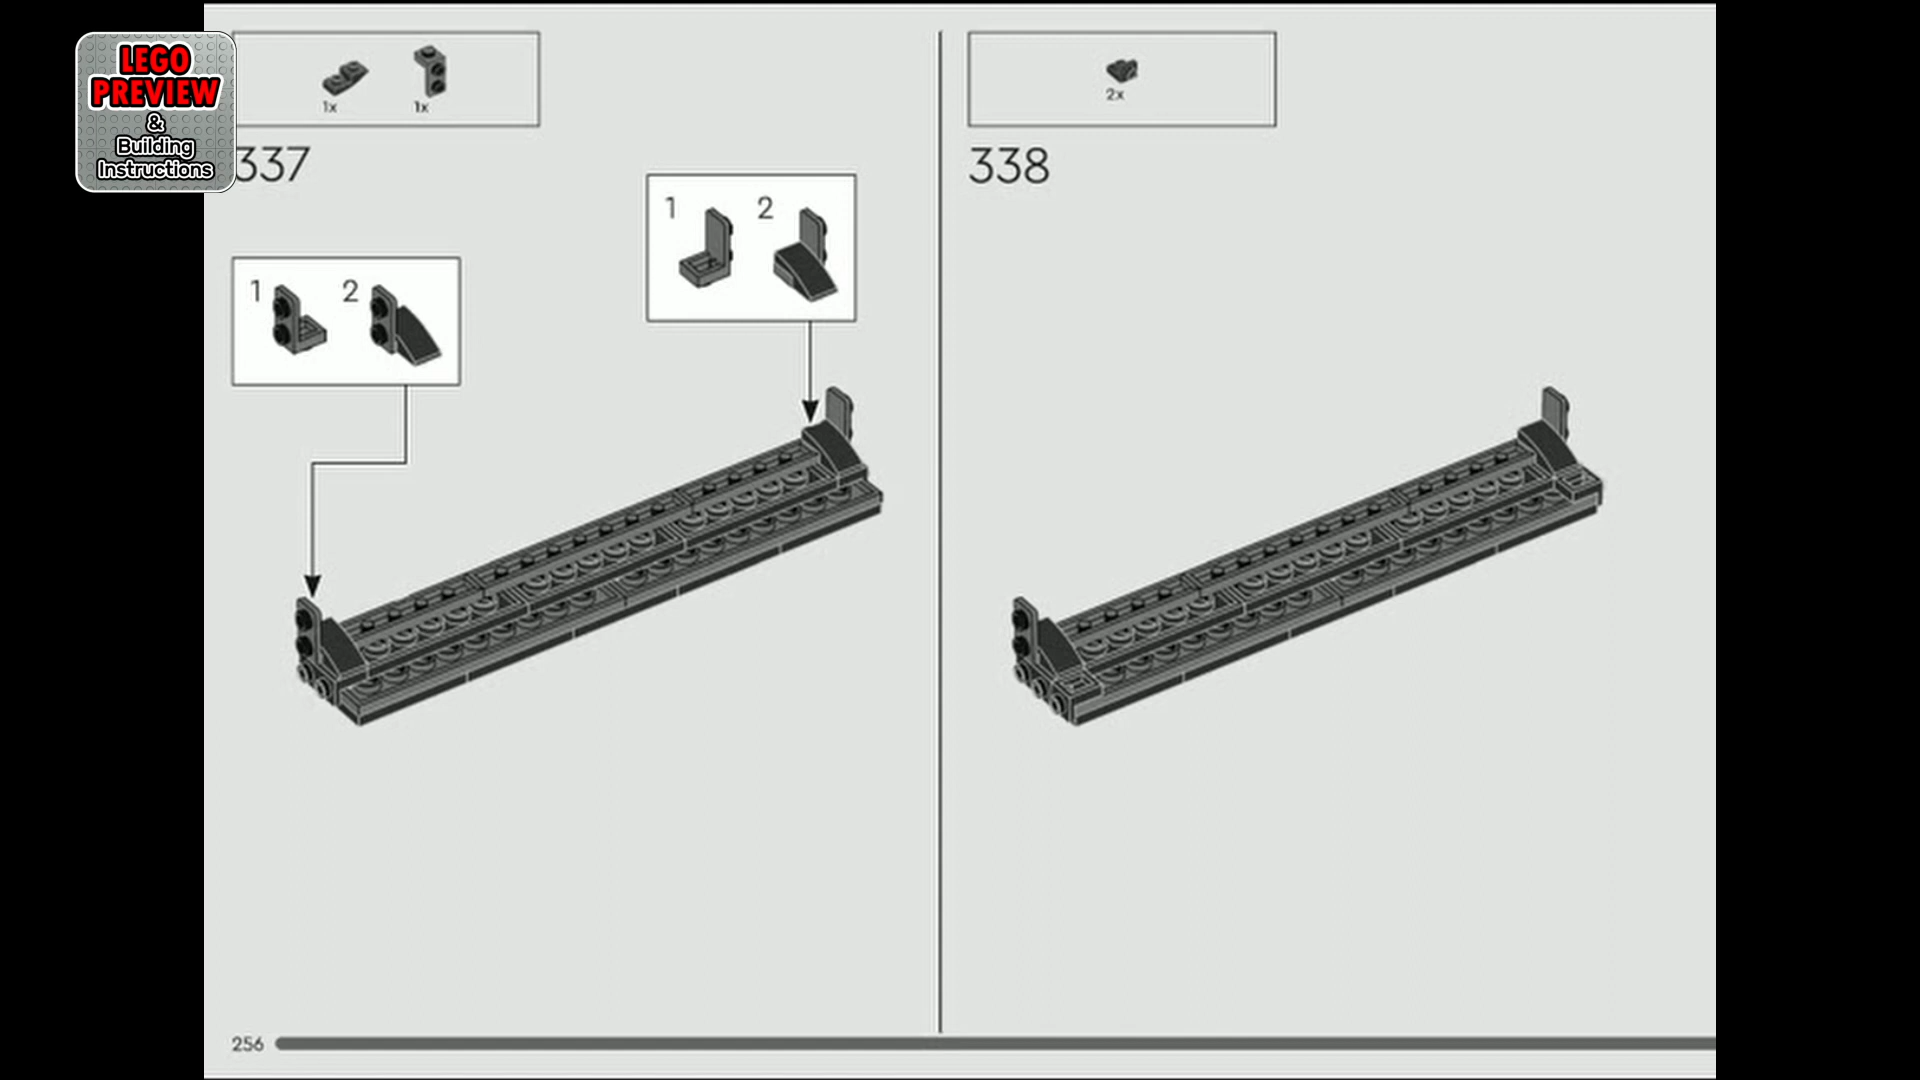 LEGO
PREVIEW
&
Building
Instructions
1x 1x
337
1 2
1 2
2x
338
256